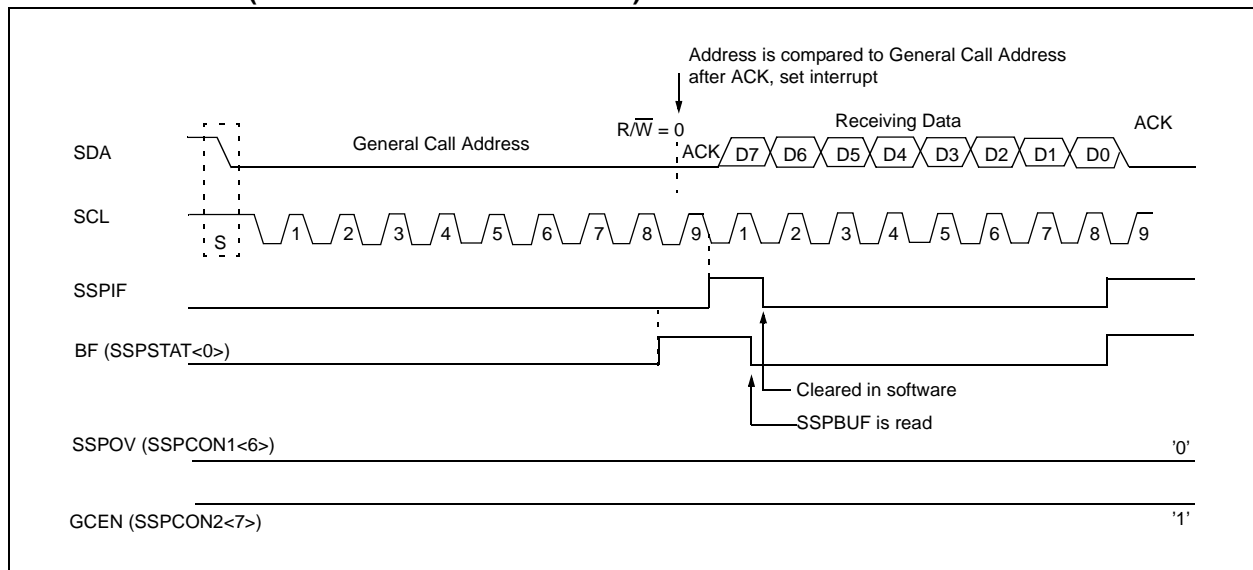 Address is compared to General Call Address
after ACK, set interrupt
R/W̅ = 0
Receiving Data
ACK
SDA
General Call Address
ACK
D7 D6 D5 D4 D3 D2 D1 D0
SCL
S
1 2 3 4 5 6 7 8 9 1 2 3 4 5 6 7 8 9
SSPIF
BF (SSPSTAT<0>)
Cleared in software
SSPBUF is read
SSPOV (SSPCON1<6>)
'0'
GCEN (SSPCON2<7>)
'1'